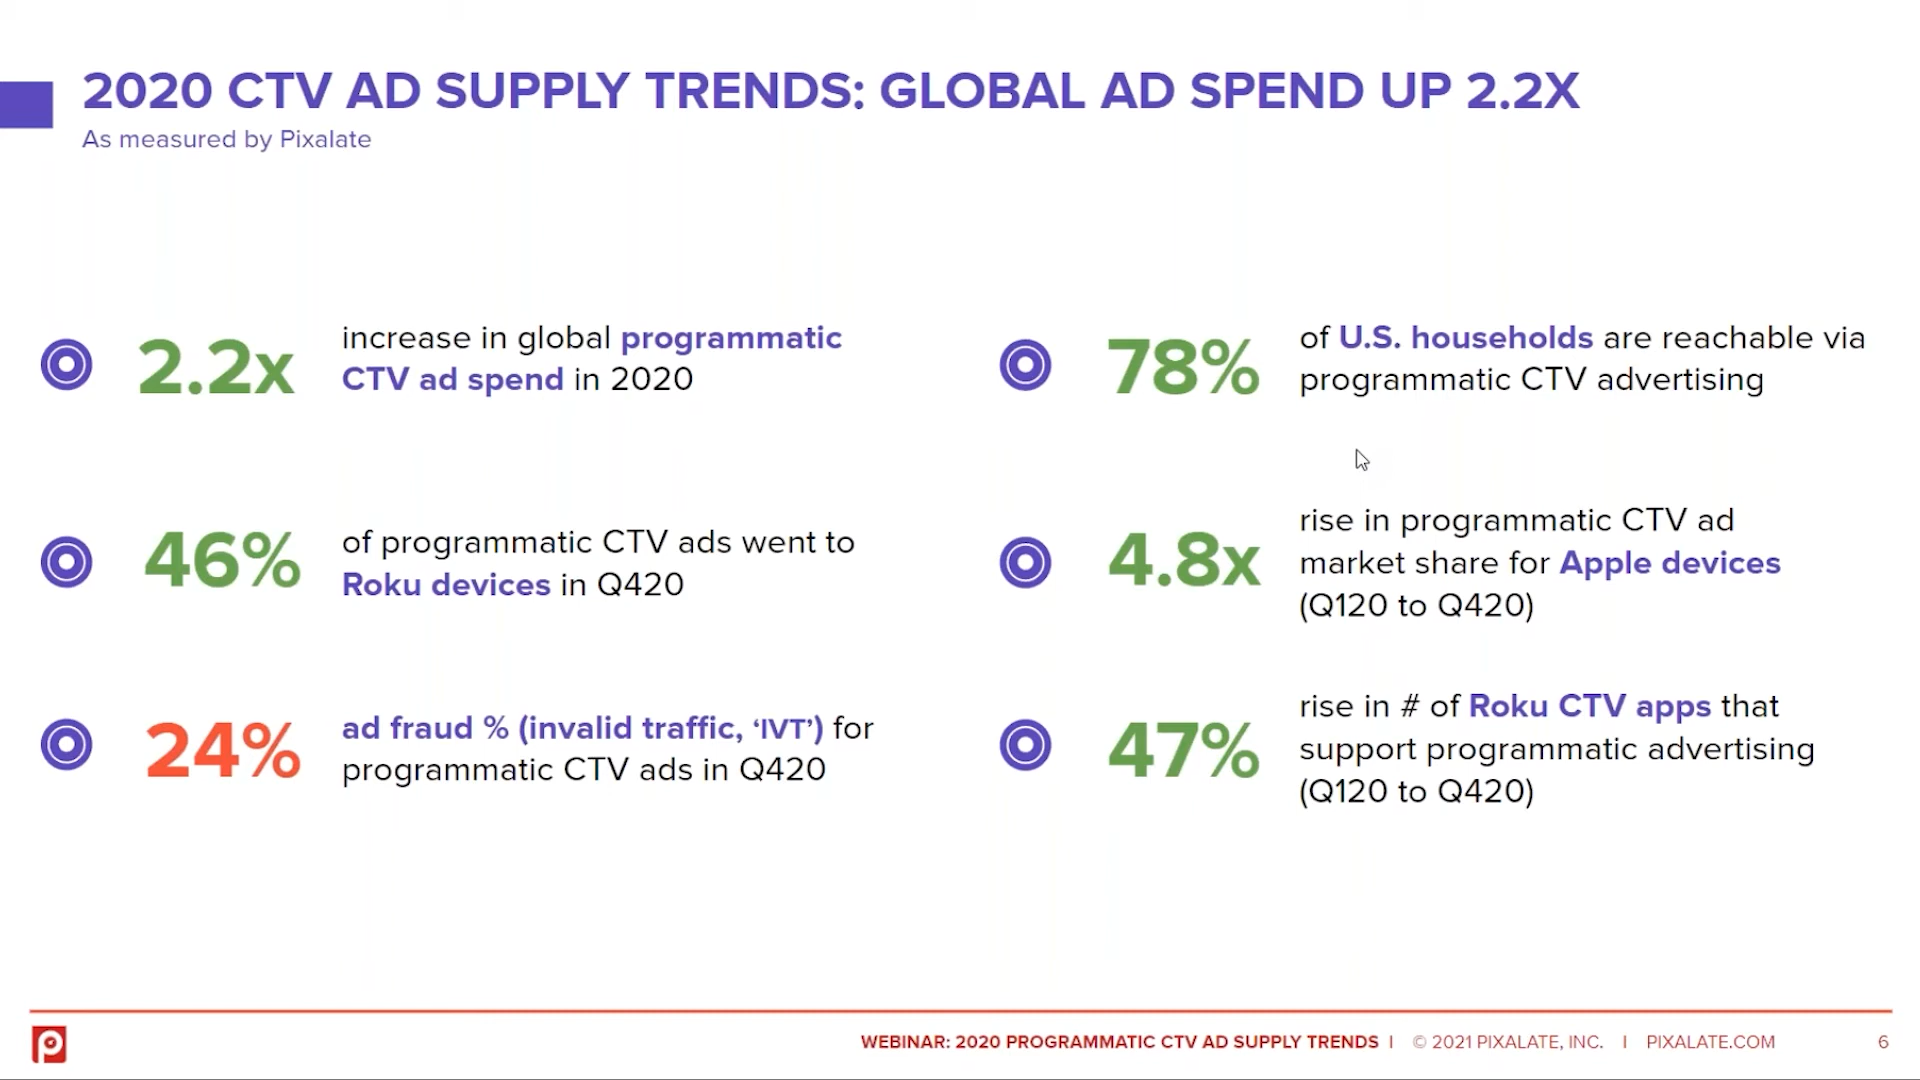 2020 CTV AD SUPPLY TRENDS: GLOBAL AD SPEND UP 2.2X
As measured by Pixalate
2.2x
increase in global programmatic
CTV ad spend in 2020
78%
of U.S. households are reachable via
programmatic CTV advertising
46%
of programmatic CTV ads went to
Roku devices in Q420
4.8x
rise in programmatic CTV ad
market share for Apple devices
(Q120 to Q420)
24%
ad fraud % (invalid traffic, ‘IVT’) for
programmatic CTV ads in Q420
47%
rise in # of Roku CTV apps that
support programmatic advertising
(Q120 to Q420)
WEBINAR: 2020 PROGRAMMATIC CTV AD SUPPLY TRENDS I © 2021 PIXALATE, INC. I PIXALATE.COM 6